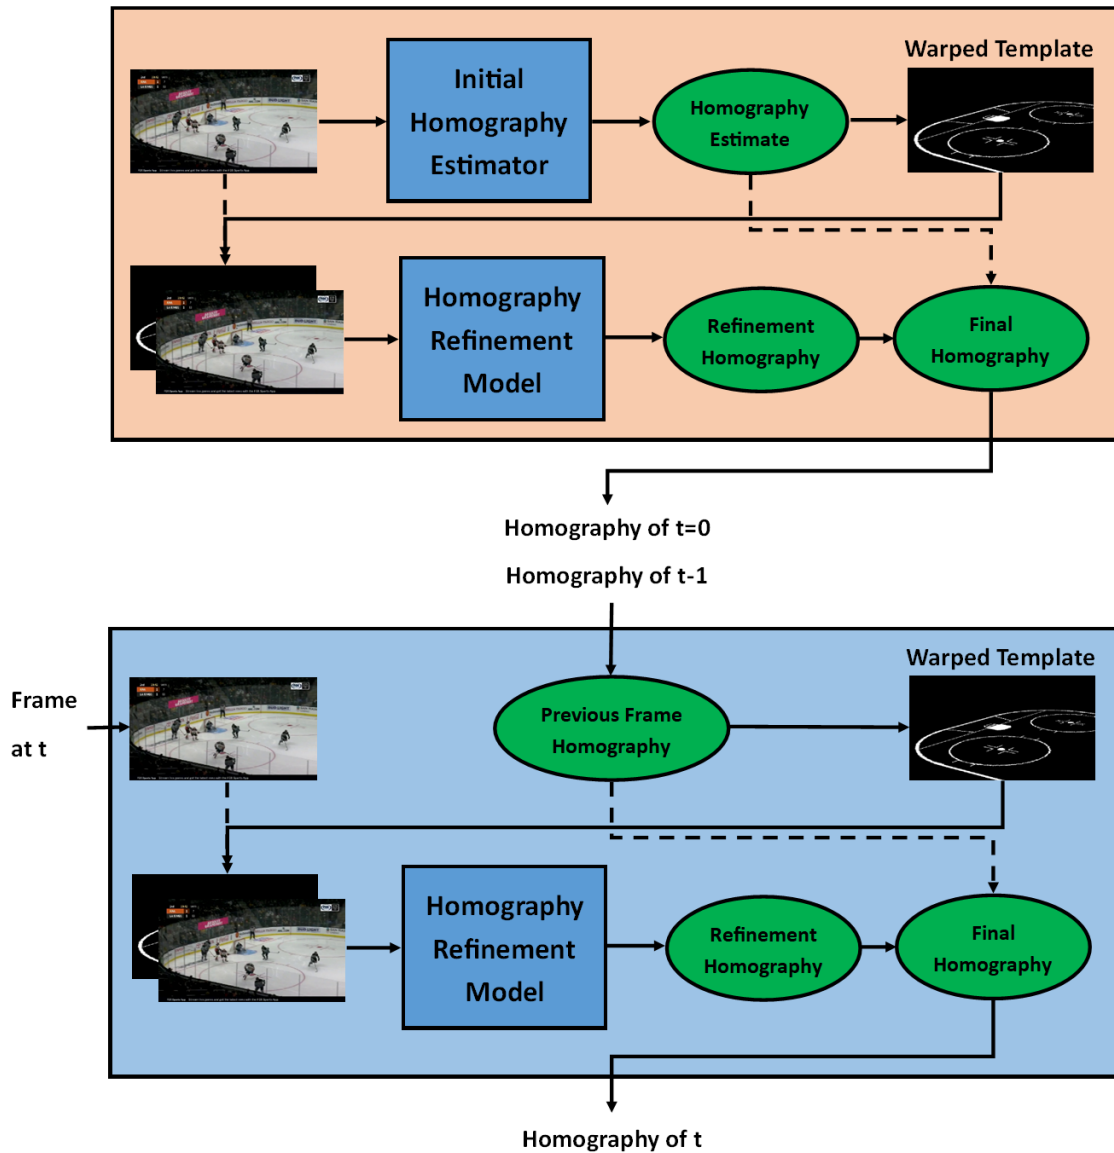 Initial
Homography
Estimator
Homography
Estimate
Warped Template
Homography
Refinement
Model
Refinement
Homography
Final
Homography
Homography of t=0
Homography of t-1
Frame
at t
Previous Frame
Homography
Warped Template
Homography
Refinement
Model
Refinement
Homography
Final
Homography
Homography of t